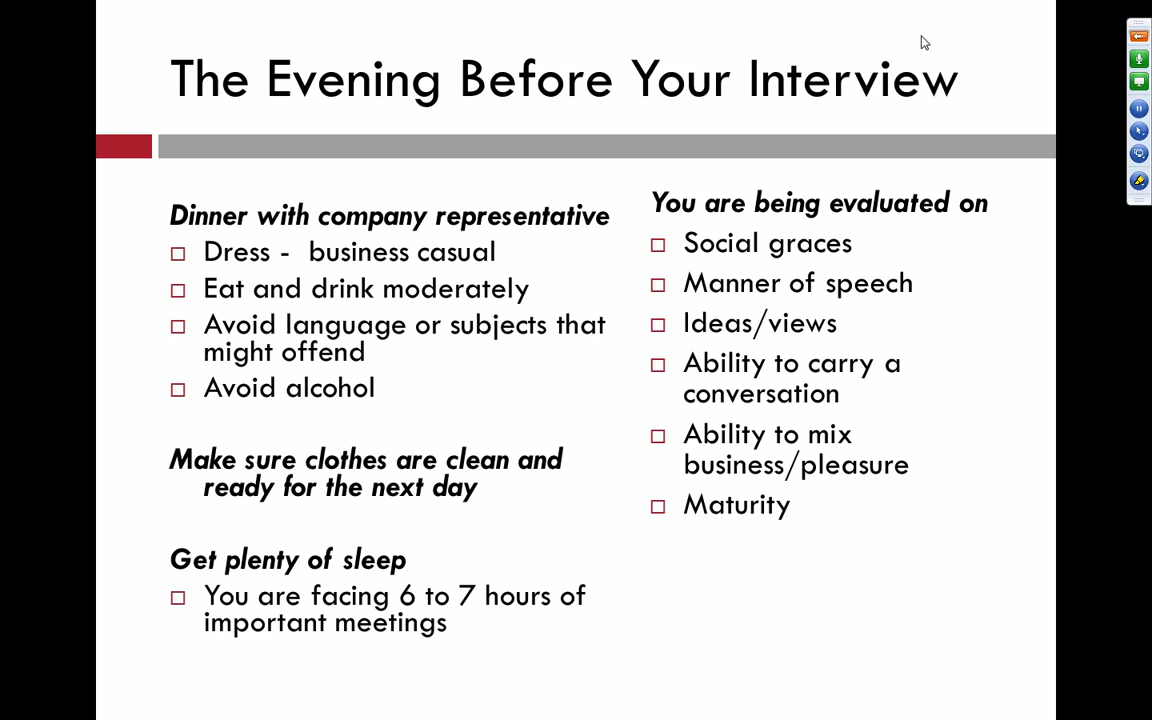 The Evening Before Your Interview
Dinner with company representative
Dress - business casual
Eat and drink moderately
Avoid language or subjects that
might offend
Avoid alcohol
Make sure clothes are clean and
ready for the next day
Get plenty of sleep
You are facing 6 to 7 hours of
important meetings
You are being evaluated on
Social graces
Manner of speech
Ideas/views
Ability to carry a
conversation
Ability to mix
business/pleasure
Maturity